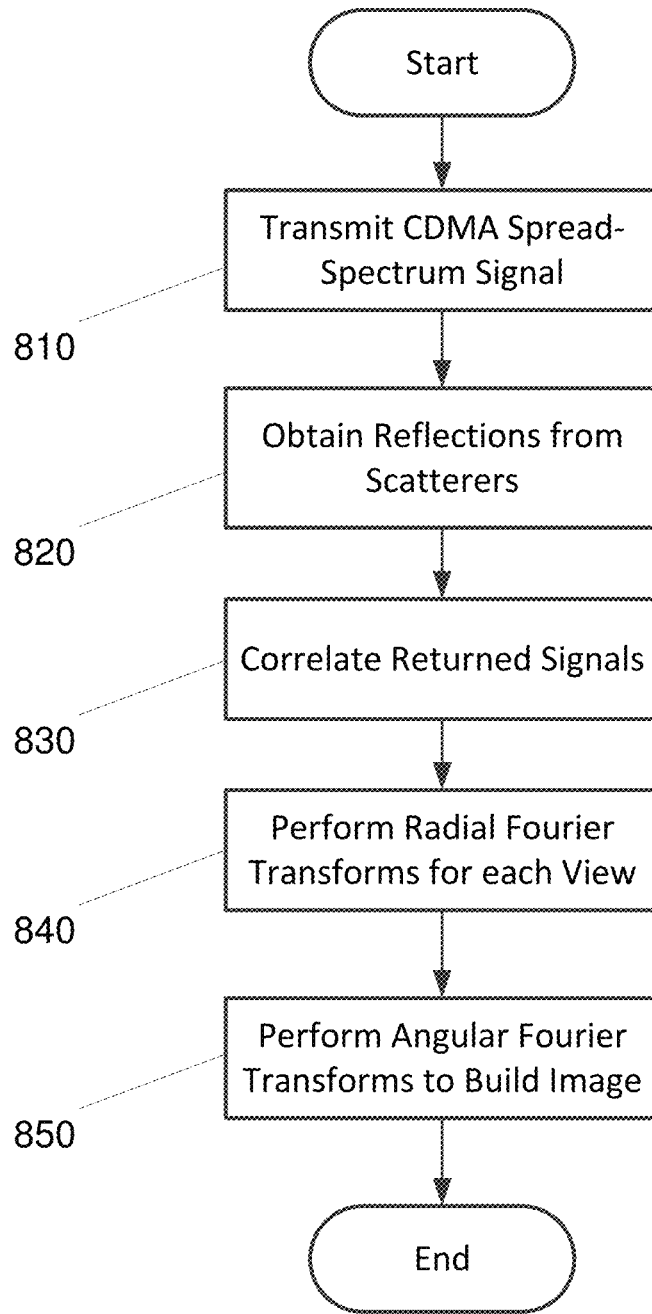 Start
Transmit CDMA Spread-
Spectrum Signal
810
Obtain Reflections from
Scatterers
820
Correlate Returned Signals
830
Perform Radial Fourier
Transforms for each View
840
Perform Angular Fourier
Transforms to Build Image
850
End